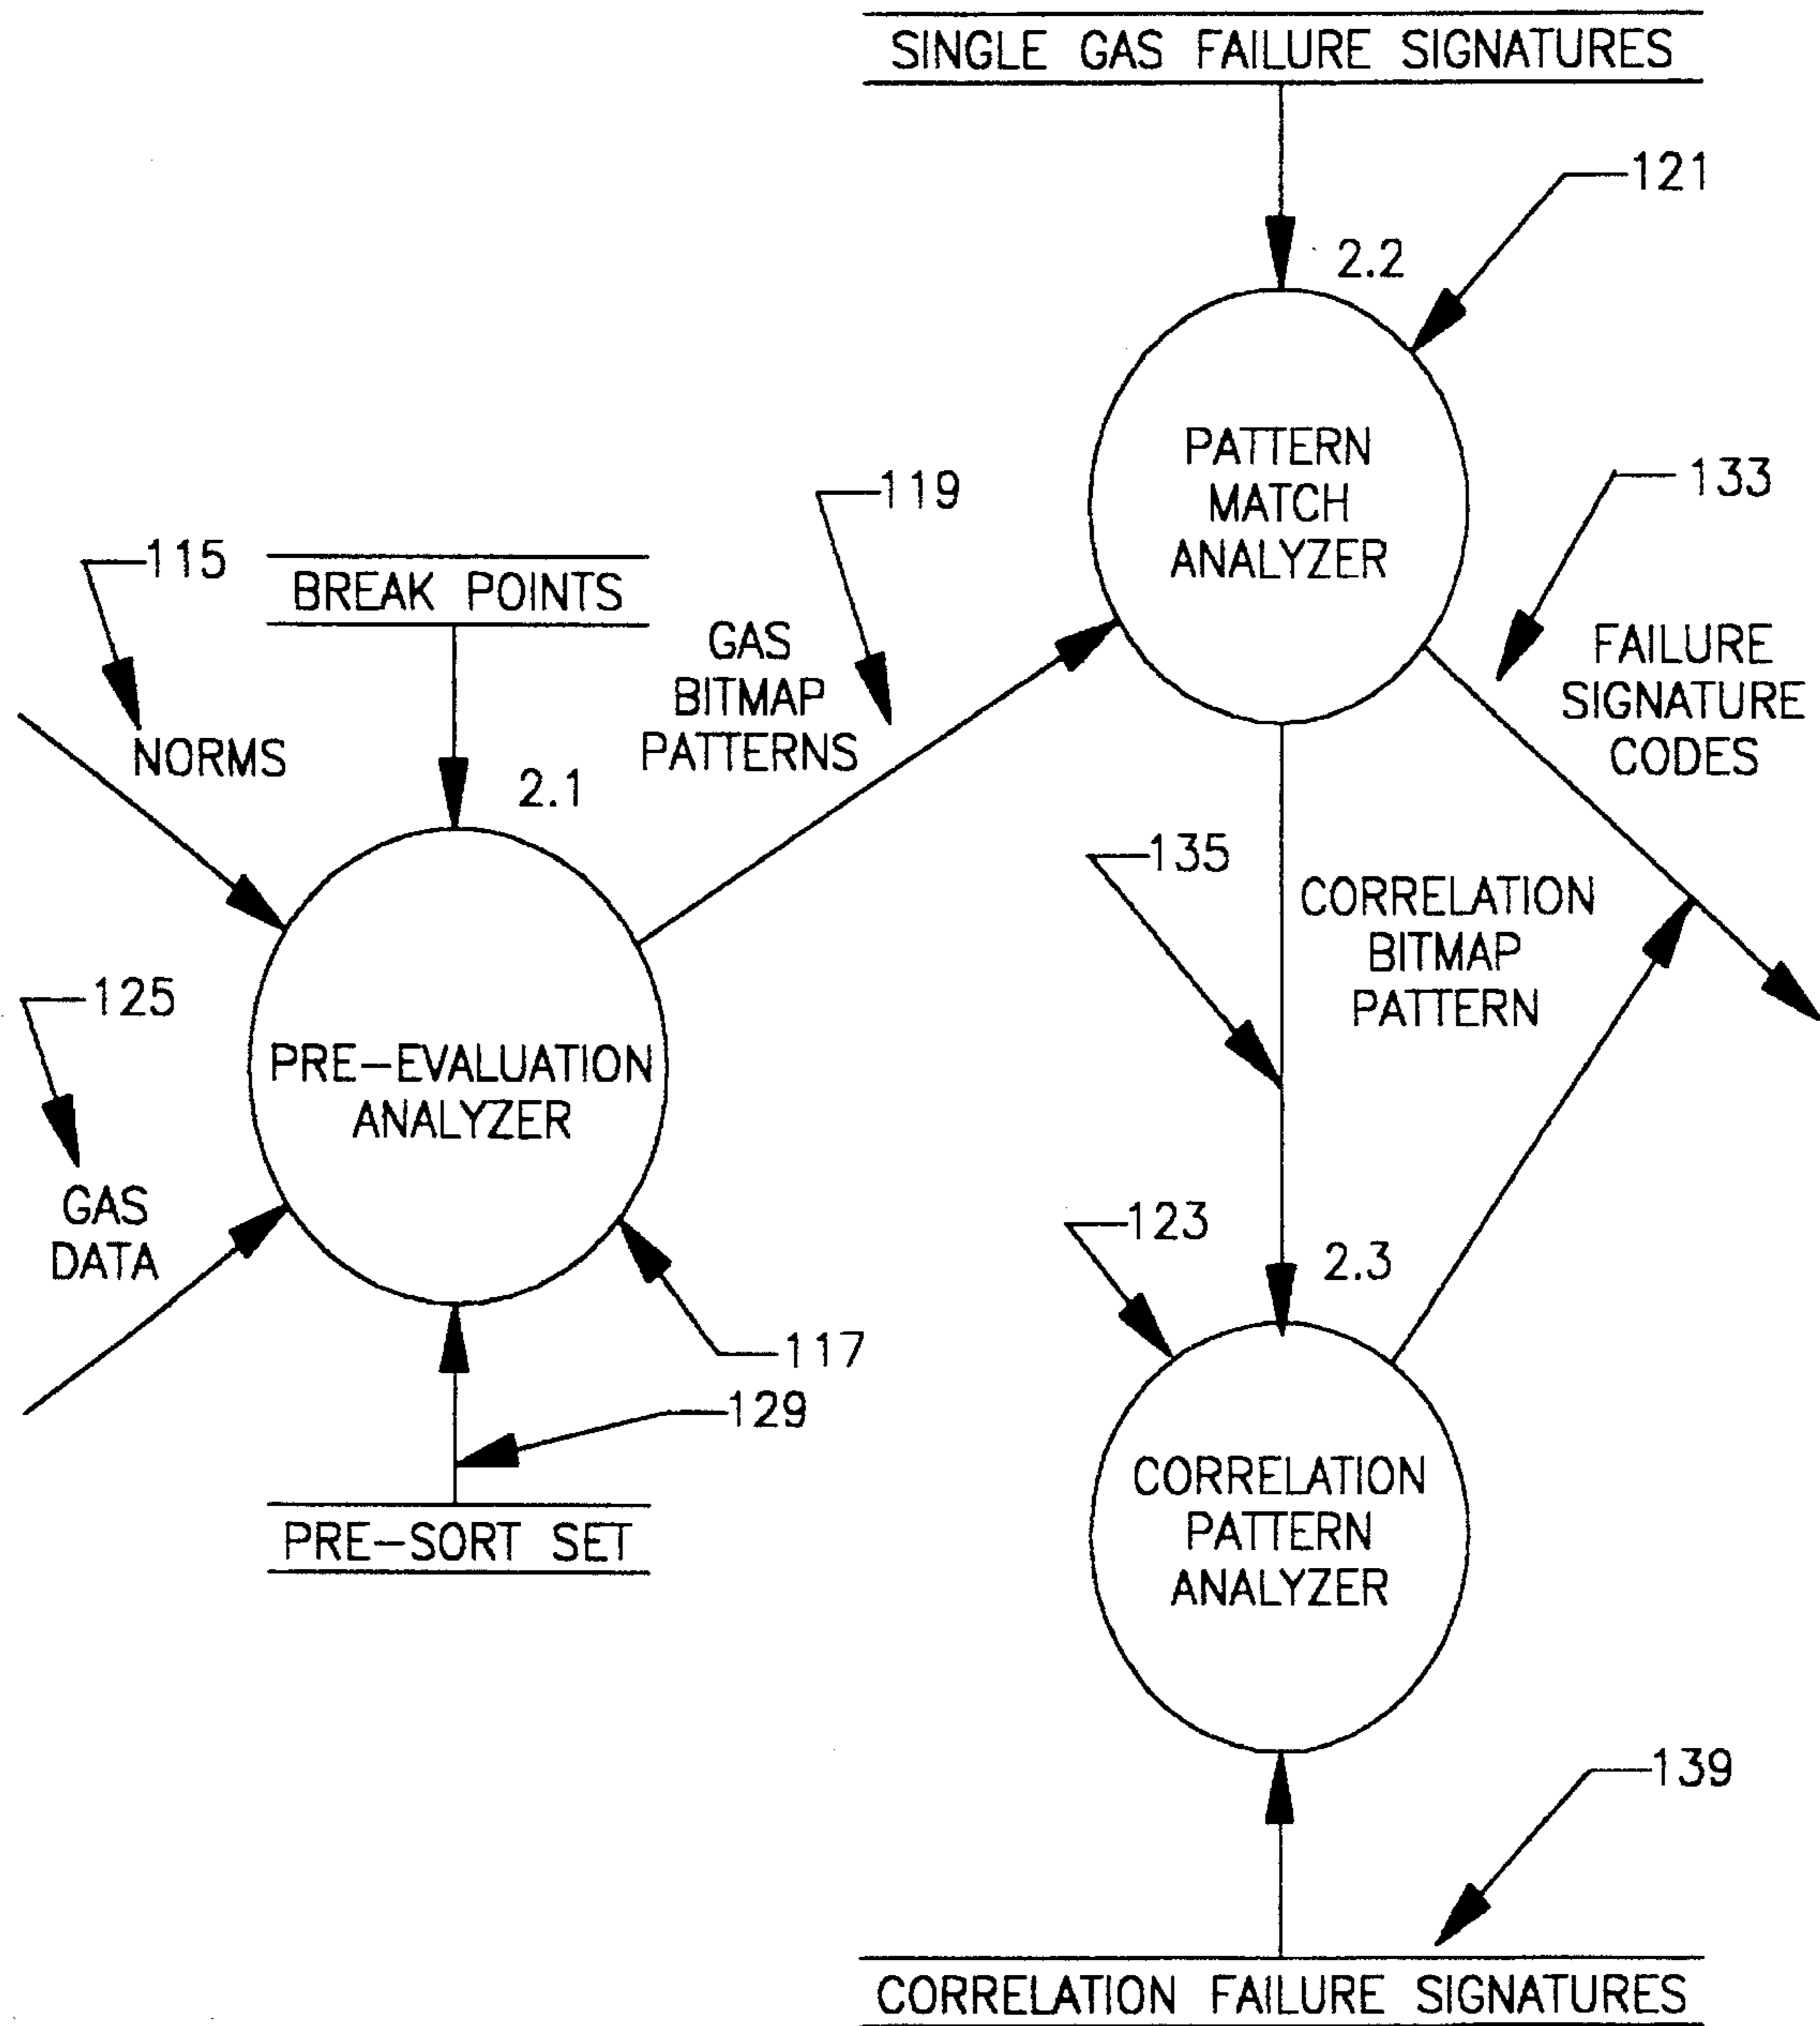 SINGLE GAS FAILURE SIGNATURES
121
2.2
PATTERN
MATCH
ANALYZER
133
FAILURE
SIGNATURE
CODES
119
115
BREAK POINTS
GAS
BITMAP
PATTERNS
NORMS
2.1
135
CORRELATION
BITMAP
PATTERN
125
PRE-EVALUATION
ANALYZER
GAS
DATA
123
2.3
117
129
PRE-SORT SET
CORRELATION
PATTERN
ANALYZER
139
CORRELATION FAILURE SIGNATURES